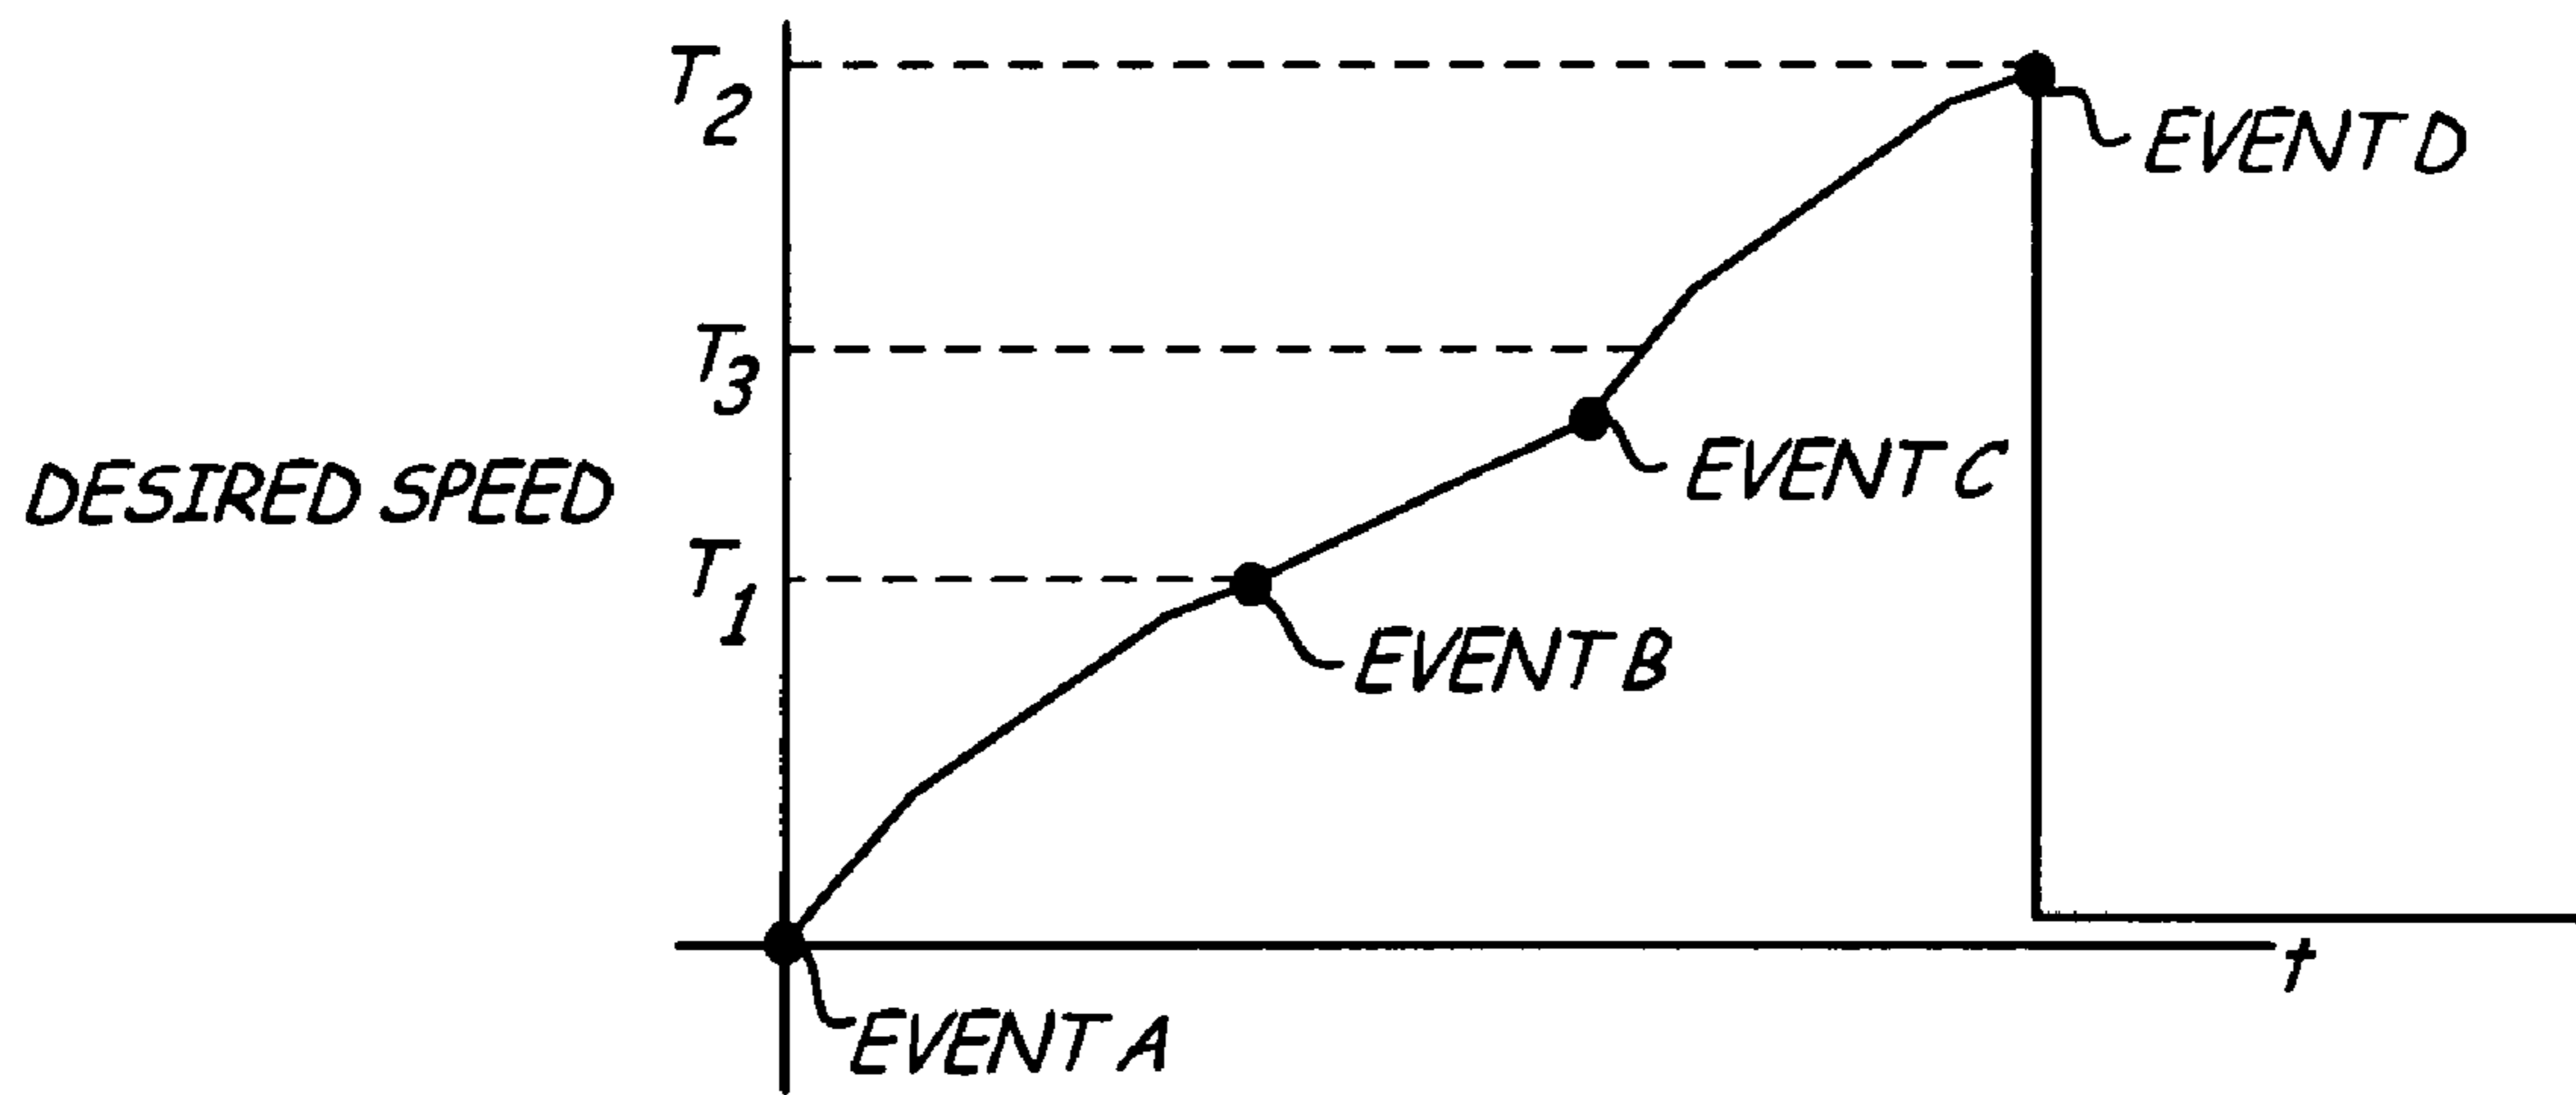 T2
EVENT D
T3
EVENT C
DESIRED SPEED
T1
EVENT B
t
EVENT A